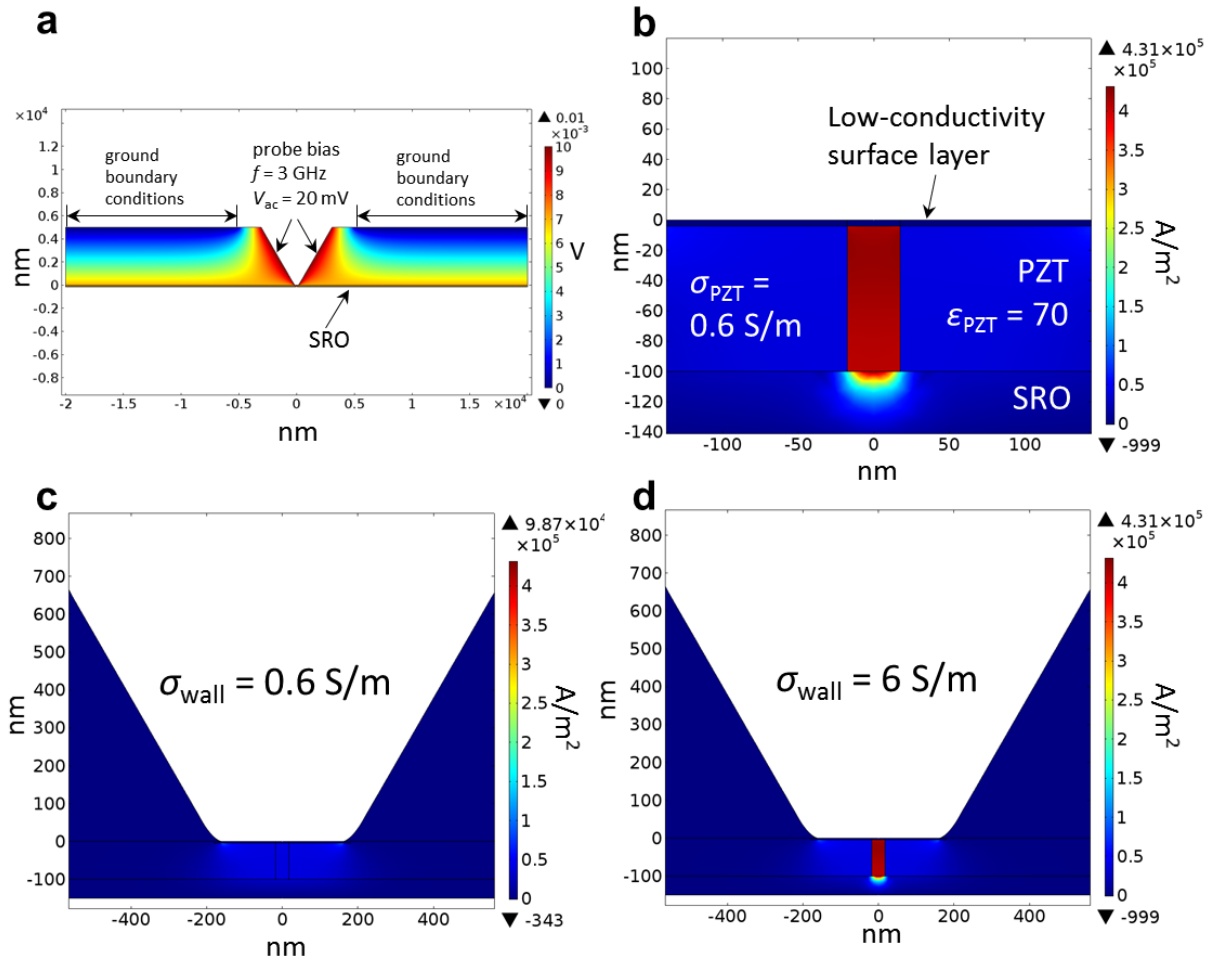 a
×10⁴
1.4
1.2
1
0.8
0.6
0.4
0.2
0
-0.2
-0.4
-0.6
-0.8
nm
ground
boundary
conditions
probe bias
f = 3 GHz
Vac = 20 mV
ground
boundary
conditions
SRO
-2 -1.5 -1 -0.5 0 0.5 1 1.5 ×10⁴
nm
▲ 0.01
×10⁻³
10
9
8
7
6
5
4
3
2
1
0
▼ 0
V
b
100
80
60
40
20
0
-20
-40
-60
-80
-100
-120
-140
nm
Low-conductivity
surface layer
σPZT =
0.6 S/m
PZT
εPZT = 70
SRO
-100 -50 0 50 100
nm
▲ 4.31×10⁵
×10⁵
4
3.5
3
2.5
2
1.5
1
0.5
0
▼ -999
A/m²
c
800
700
600
500
400
300
200
100
0
-100
nm
σwall = 0.6 S/m
-400 -200 0 200 400
nm
▲ 9.87×10⁴
×10⁵
4
3.5
3
2.5
2
1.5
1
0.5
0
▼ -343
A/m²
d
800
700
600
500
400
300
200
100
0
-100
nm
σwall = 6 S/m
-400 -200 0 200 400
nm
▲ 4.31×10⁵
×10⁵
4
3.5
3
2.5
2
1.5
1
0.5
0
▼ -999
A/m²